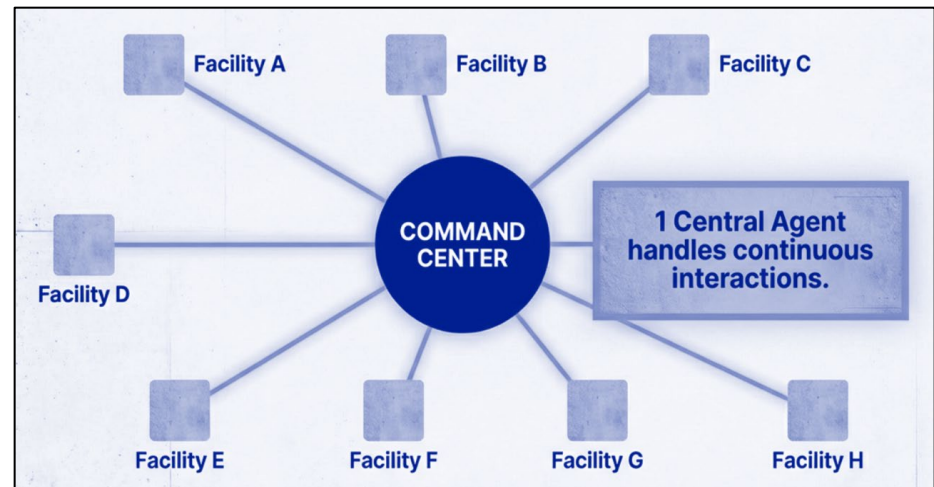 Facility A
Facility B
Facility C
COMMAND
CENTER
1 Central Agent
handles continuous
interactions.
Facility D
Facility E
Facility F
Facility G
Facility H